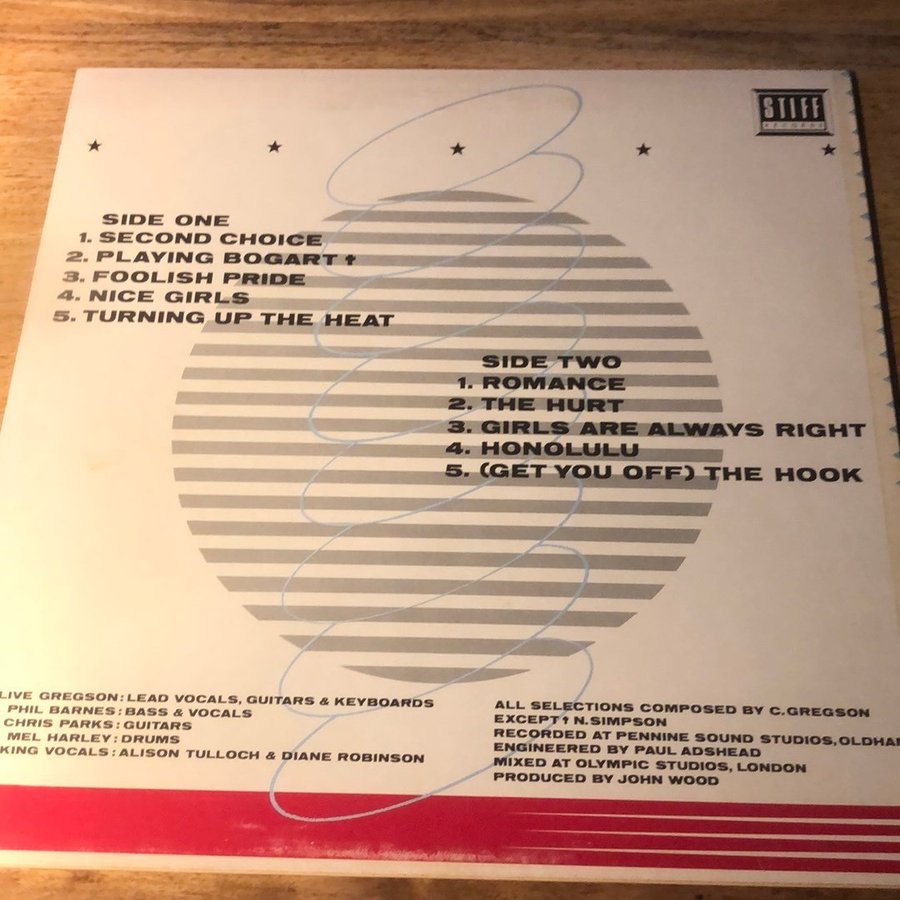 STIFF
RECORDS
SIDE ONE
1. SECOND CHOICE
2. PLAYING BOGART †
3. FOOLISH PRIDE
4. NICE GIRLS
5. TURNING UP THE HEAT
SIDE TWO
1. ROMANCE
2. THE HURT
3. GIRLS ARE ALWAYS RIGHT
4. HONOLULU
5. (GET YOU OFF) THE HOOK
LIVE GREGSON: LEAD VOCALS, GUITARS & KEYBOARDS
PHIL BARNES: BASS & VOCALS
CHRIS PARKS: GUITARS
MEL HARLEY: DRUMS
KING VOCALS: ALISON TULLOCH & DIANE ROBINSON
ALL SELECTIONS COMPOSED BY C.GREGSON
EXCEPT † N.SIMPSON
RECORDED AT PENNINE SOUND STUDIOS, OLDHAM
ENGINEERED BY PAUL ADSHEAD
MIXED AT OLYMPIC STUDIOS, LONDON
PRODUCED BY JOHN WOOD